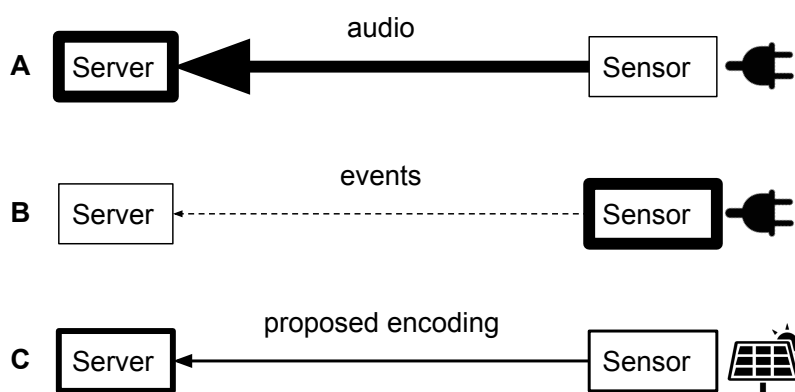 audio
A Server Sensor
events
B Server Sensor
proposed encoding
C Server Sensor